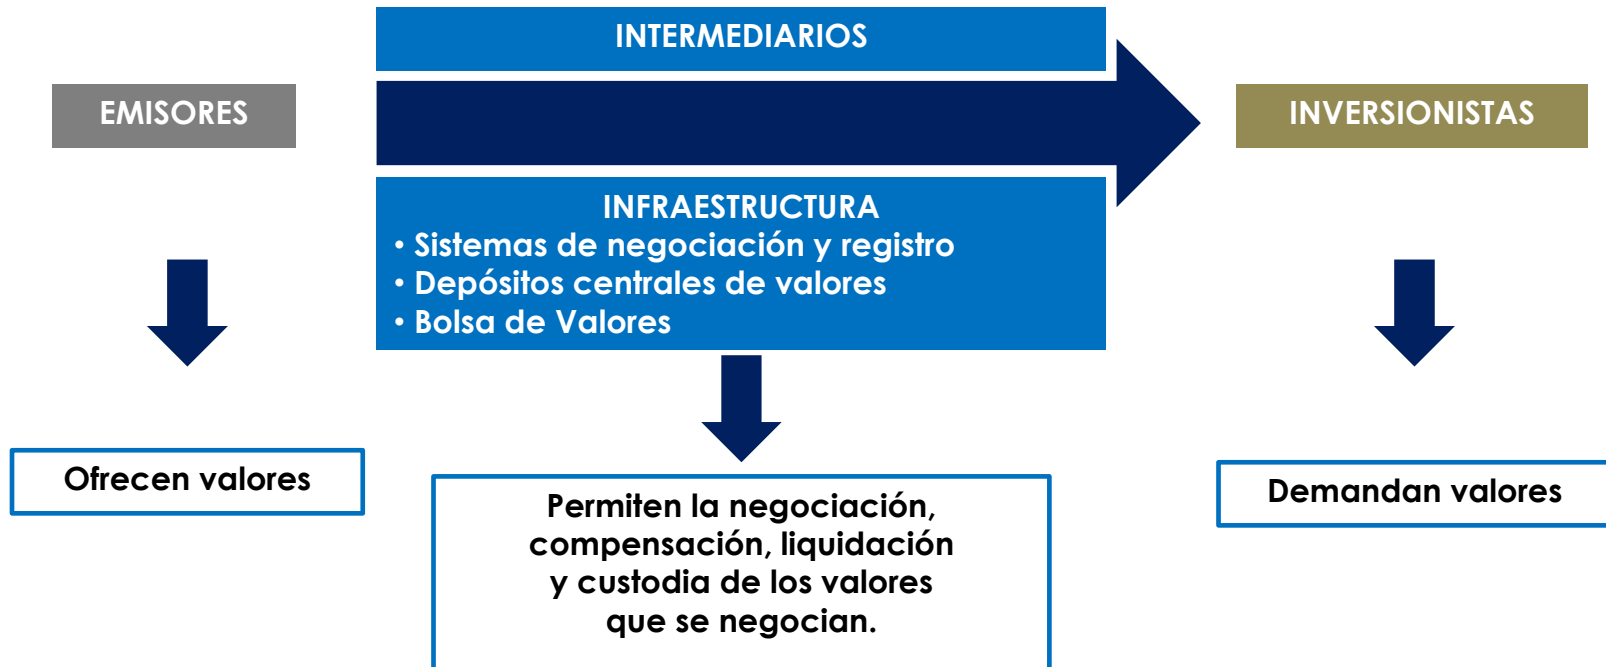 INTERMEDIARIOS
EMISORES
INVERSIONISTAS
INFRAESTRUCTURA
• Sistemas de negociación y registro
• Depósitos centrales de valores
• Bolsa de Valores
Ofrecen valores
Permiten la negociación,
compensación, liquidación
y custodia de los valores
que se negocian.
Demandan valores